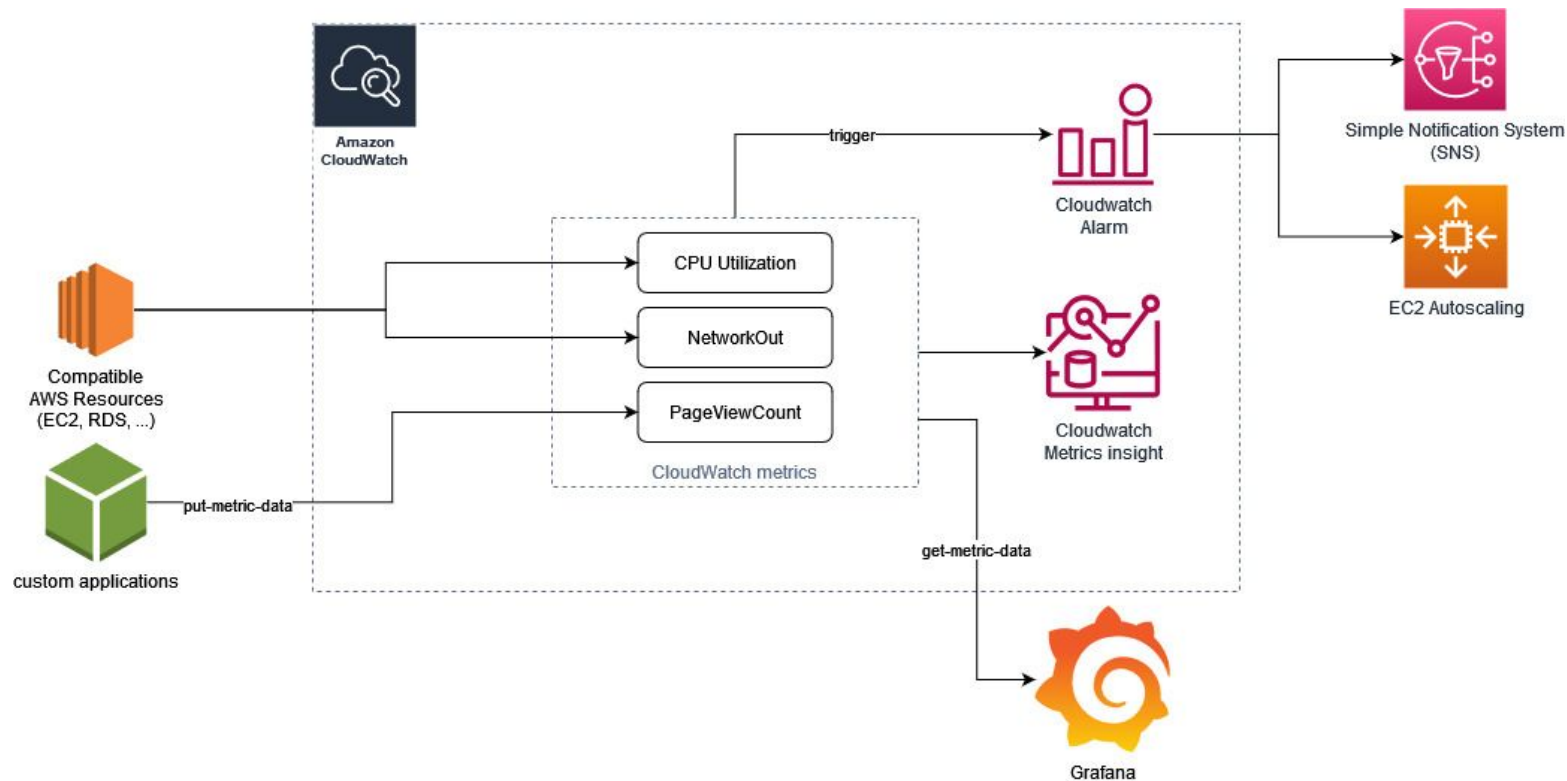 Amazon
CloudWatch
trigger
Cloudwatch
Alarm
Simple Notification System
(SNS)
EC2 Autoscaling
CPU Utilization
NetworkOut
PageViewCount
CloudWatch metrics
Compatible
AWS Resources
(EC2, RDS, ...)
put-metric-data
custom applications
Cloudwatch
Metrics insight
get-metric-data
Grafana